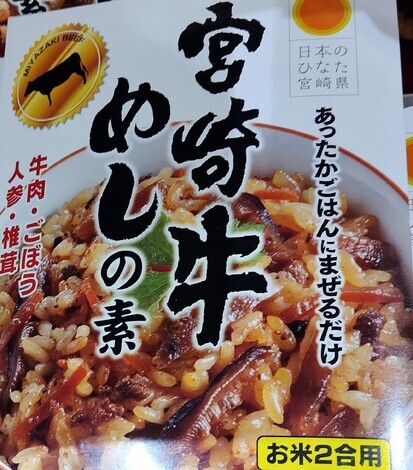 MIYAZAKI BEEF
日本の
ひなた
宮崎県
宮崎牛
めしの素
あったかごはんにまぜるだけ
牛肉・ごぼう
人参・椎茸
お米2合用